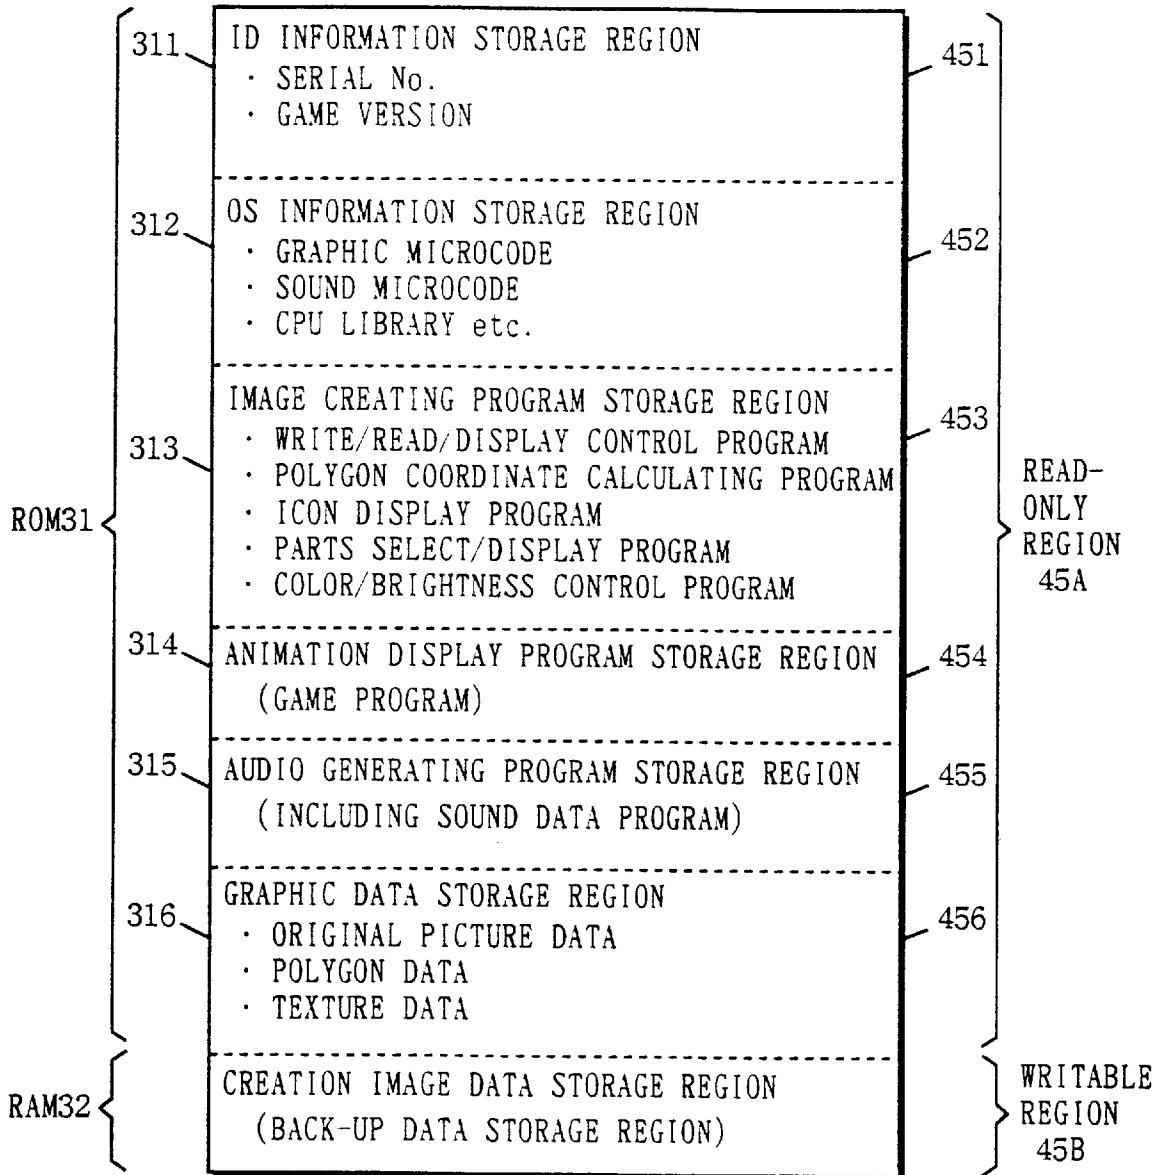 311
ID INFORMATION STORAGE REGION
· SERIAL No.
· GAME VERSION
451
312
OS INFORMATION STORAGE REGION
· GRAPHIC MICROCODE
· SOUND MICROCODE
· CPU LIBRARY etc.
452
313
IMAGE CREATING PROGRAM STORAGE REGION
· WRITE/READ/DISPLAY CONTROL PROGRAM
· POLYGON COORDINATE CALCULATING PROGRAM
· ICON DISPLAY PROGRAM
· PARTS SELECT/DISPLAY PROGRAM
· COLOR/BRIGHTNESS CONTROL PROGRAM
453
ROM31
READ-
ONLY
REGION
45A
314
ANIMATION DISPLAY PROGRAM STORAGE REGION
(GAME PROGRAM)
454
315
AUDIO GENERATING PROGRAM STORAGE REGION
(INCLUDING SOUND DATA PROGRAM)
455
316
GRAPHIC DATA STORAGE REGION
· ORIGINAL PICTURE DATA
· POLYGON DATA
· TEXTURE DATA
456
RAM32
CREATION IMAGE DATA STORAGE REGION
(BACK-UP DATA STORAGE REGION)
WRITABLE
REGION
45B